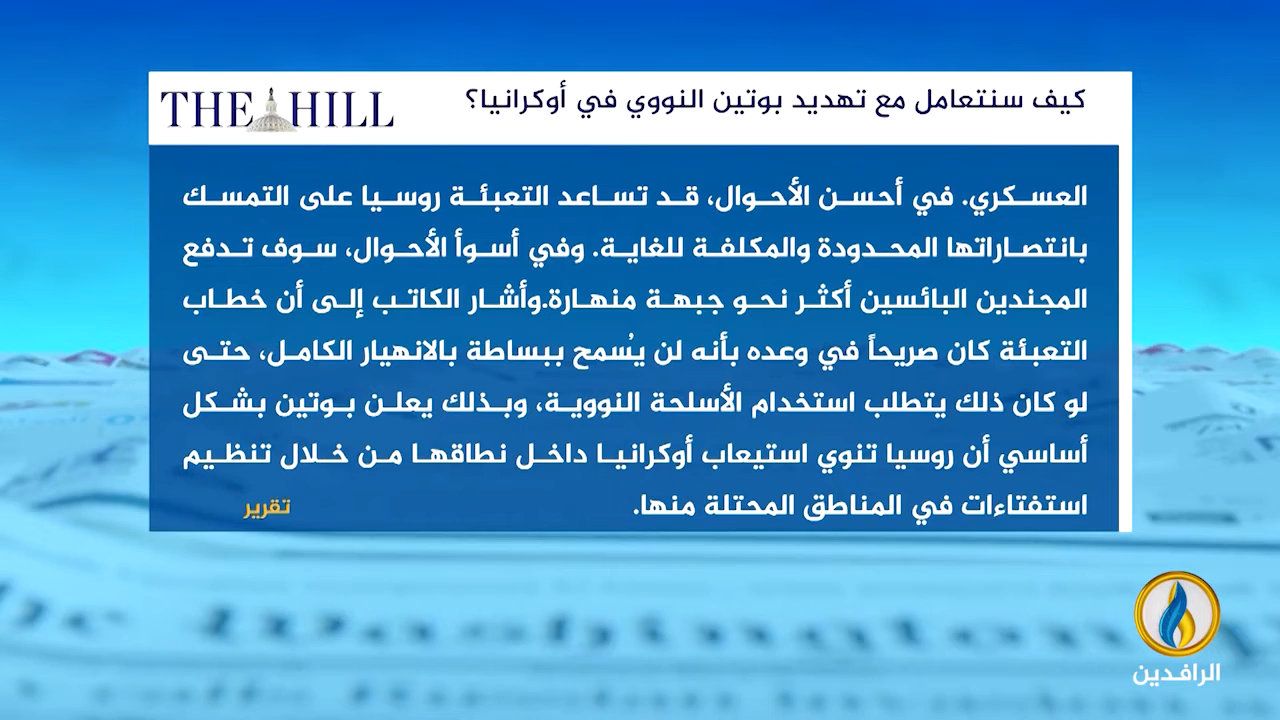 THE HILL
كيف سنتعامل مع تهديد بوتين النووي في أوكرانيا؟
العسكري. في أحسن الأحوال، قد تساعد التعبئة روسيا على التمسك
بانتصاراتها المحدودة والمكلفة للغاية. وفي أسوأ الأحوال، سوف تدفع
المجندين البائسين أكثر نحو جبهة منهارة.وأشار الكاتب إلى أن خطاب
التعبئة كان صريحاً في وعده بأنه لن يُسمح ببساطة بالانهيار الكامل، حتى
لو كان ذلك يتطلب استخدام الأسلحة النووية، وبذلك يعلن بوتين بشكل
أساسي أن روسيا تنوي استيعاب أوكرانيا داخل نطاقها من خلال تنظيم
استفتاءات في المناطق المحتلة منها.
تقرير
الرافدين